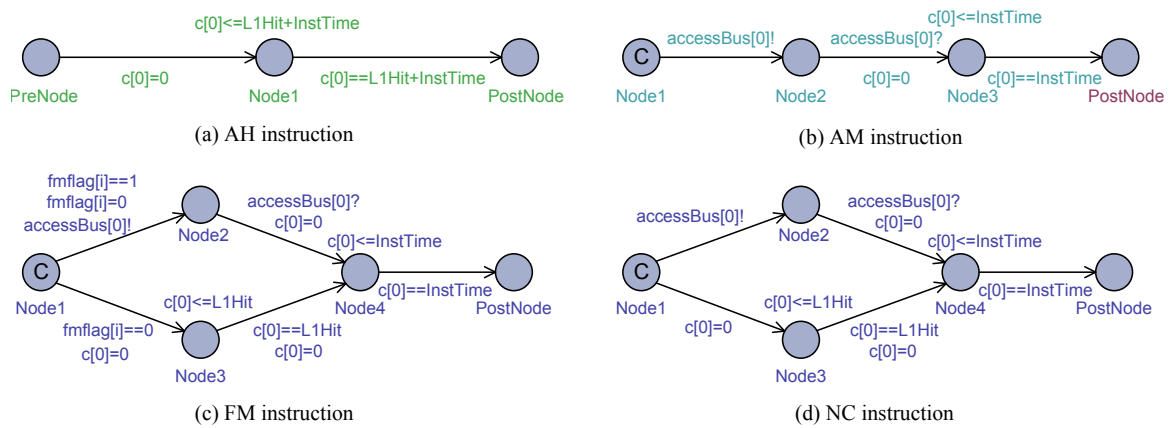 c[0]<=L1Hit+InstTime
c[0]=0
c[0]==L1Hit+InstTime
PreNode
Node1
PostNode
(a) AH instruction
c[0]<=InstTime
accessBus[0]!
accessBus[0]?
C
c[0]=0
c[0]==InstTime
Node1
Node2
Node3
PostNode
(b) AM instruction
fmflag[i]==1
fmflag[i]=0
accessBus[0]!
accessBus[0]?
c[0]=0
Node2
c[0]<=InstTime
C
Node1
c[0]<=L1Hit
Node4
c[0]==InstTime
PostNode
fmflag[i]==0
c[0]=0
c[0]==L1Hit
c[0]=0
Node3
(c) FM instruction
accessBus[0]!
accessBus[0]?
c[0]=0
Node2
c[0]<=InstTime
C
Node1
c[0]<=L1Hit
Node4
c[0]==InstTime
PostNode
c[0]=0
c[0]==L1Hit
c[0]=0
Node3
(d) NC instruction